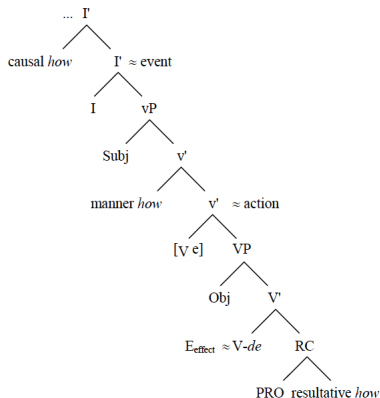 ... I'
causal how I' ≈ event
I vP
Subj v'
manner how v' ≈ action
[V e] VP
Obj V'
Eeffect ≈ V-de RC
PRO resultative how